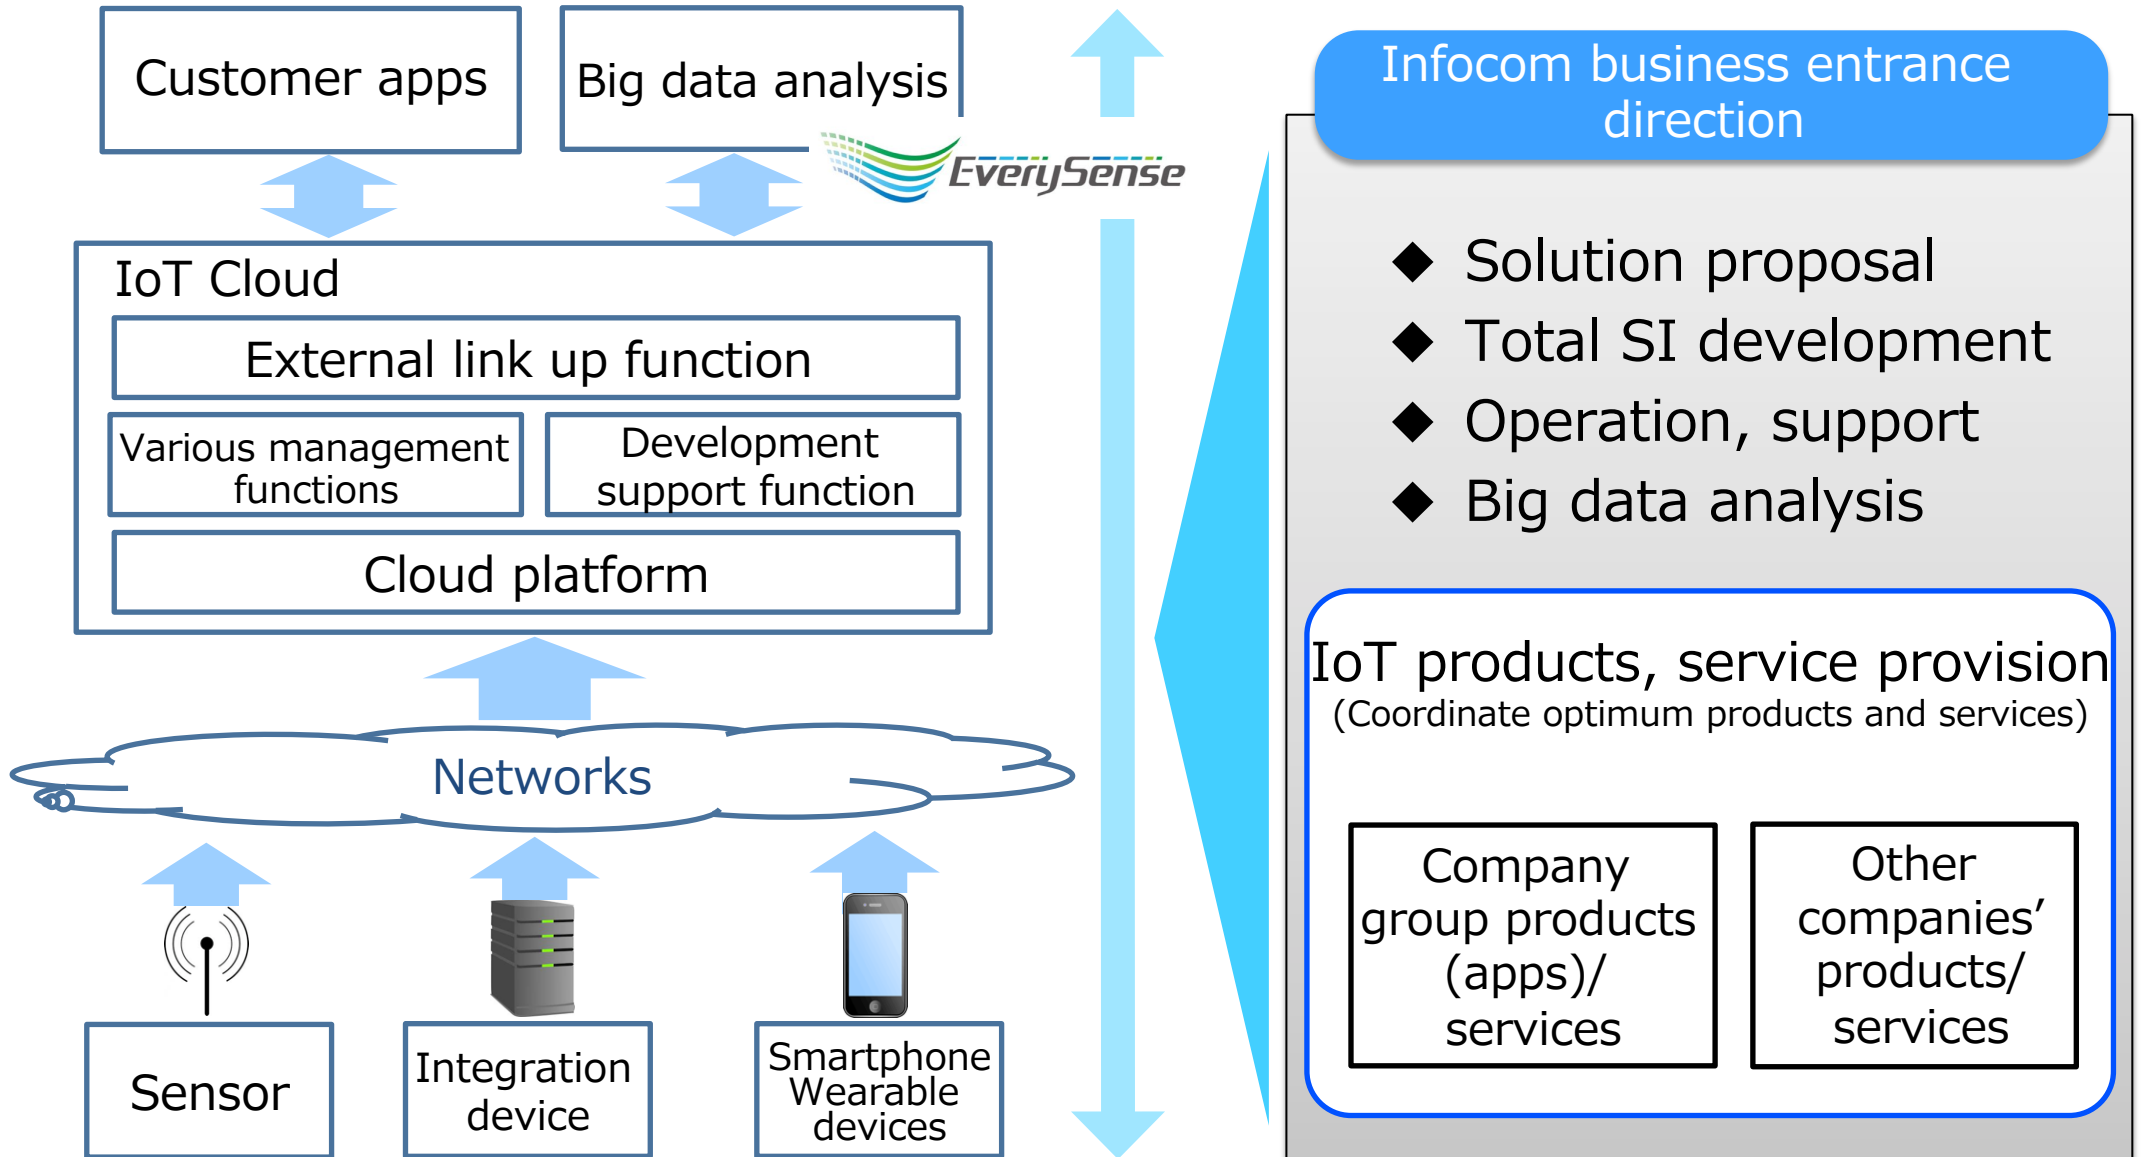 Customer apps
Big data analysis
EverySense
IoT Cloud
External link up function
Various management
functions
Development
support function
Cloud platform
Networks
Sensor
Integration
device
Smartphone
Wearable
devices
Infocom business entrance
direction
◆ Solution proposal
◆ Total SI development
◆ Operation, support
◆ Big data analysis
IoT products, service provision
(Coordinate optimum products and services)
Company
group products
(apps)/
services
Other
companies’
products/
services